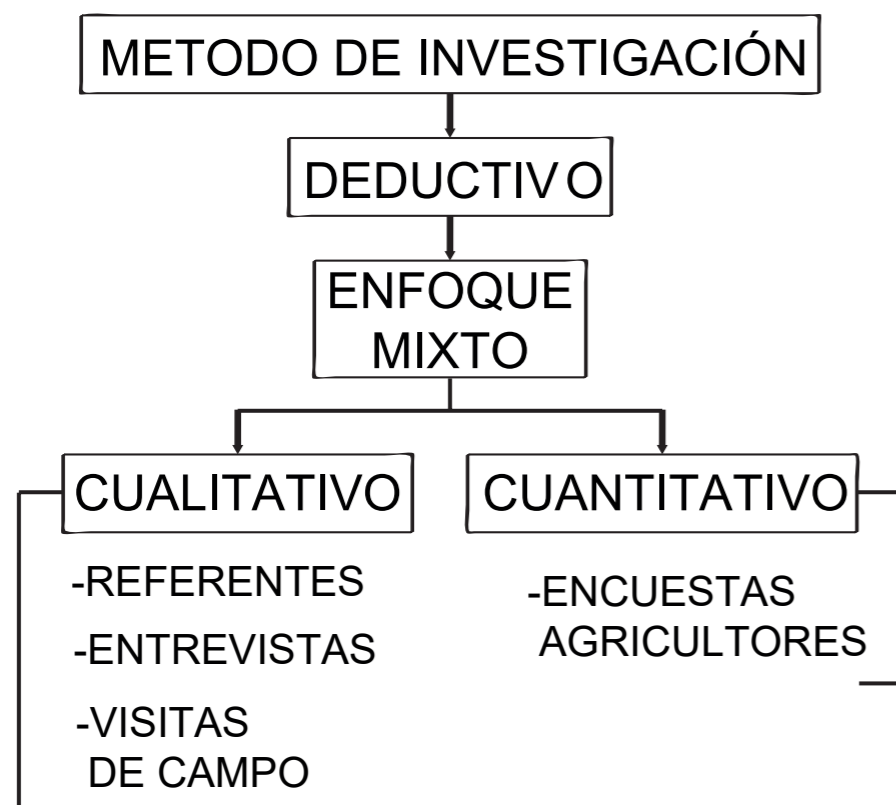 METODO DE INVESTIGACIÓN
DEDUCTIVO
ENFOQUE
MIXTO
CUALITATIVO
-REFERENTES
-ENTREVISTAS
-VISITAS
DE CAMPO
CUANTITATIVO
-ENCUESTAS
AGRICULTORES